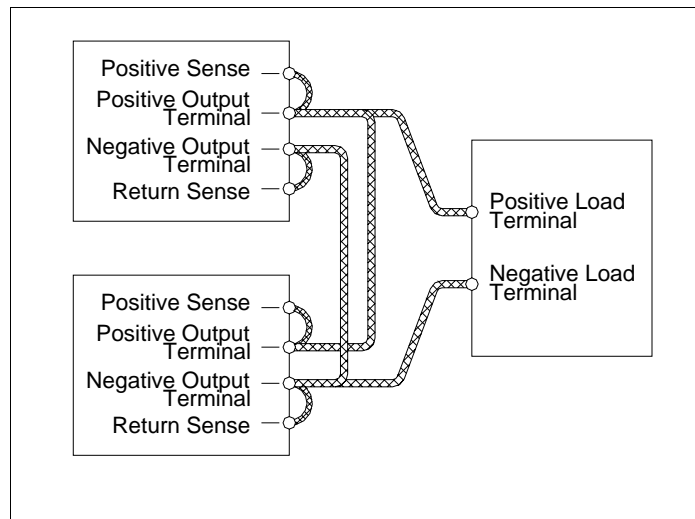 Positive Sense
Positive Output
Terminal
Negative Output
Terminal
Return Sense
Positive Load
Terminal
Negative Load
Terminal
Positive Sense
Positive Output
Terminal
Negative Output
Terminal
Return Sense